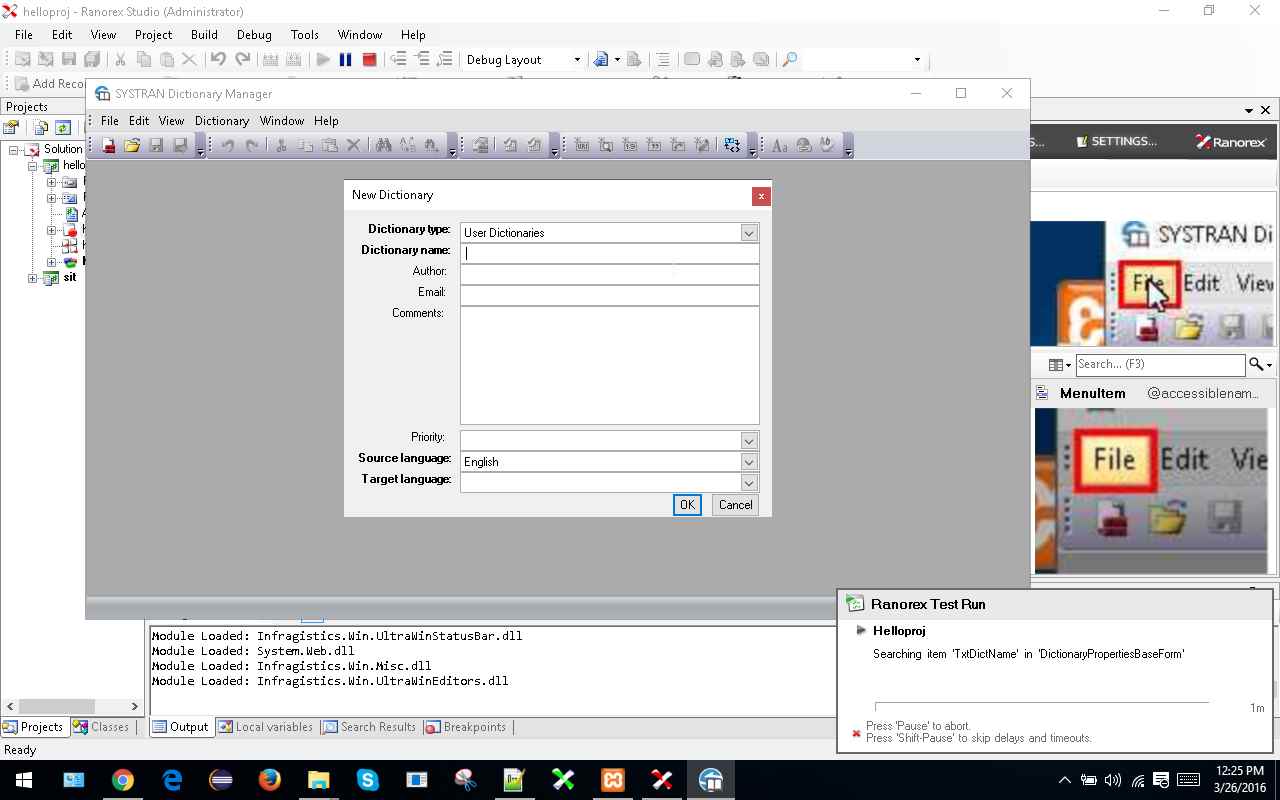 helloproj - Ranorex Studio (Administrator)
File Edit View Project Build Debug Tools Window Help
Debug Layout
Add Reco
Projects
SYSTRAN Dictionary Manager
File Edit View Dictionary Window Help
Solution
hello
sit
New Dictionary
Dictionary type: User Dictionaries
Dictionary name:
Author:
Email:
Comments:
Priority:
Source language: English
Target language:
OK Cancel
S... SETTINGS... Ranorex
SYSTRAN Di
File Edit View
Search... (F3)
MenuItem @accessiblenam...
File Edit Vie
Module Loaded: Infragistics.Win.UltraWinStatusBar.dll
Module Loaded: System.Web.dll
Module Loaded: Infragistics.Win.Misc.dll
Module Loaded: Infragistics.Win.UltraWinEditors.dll
Ranorex Test Run
Helloproj
Searching item 'TxtDictName' in 'DictionaryPropertiesBaseForm'
1m
Press 'Pause' to abort.
Press 'Shift-Pause' to skip delays and timeouts.
Projects Classes Output Local variables Search Results Breakpoints
Ready
12:25 PM
3/26/2016